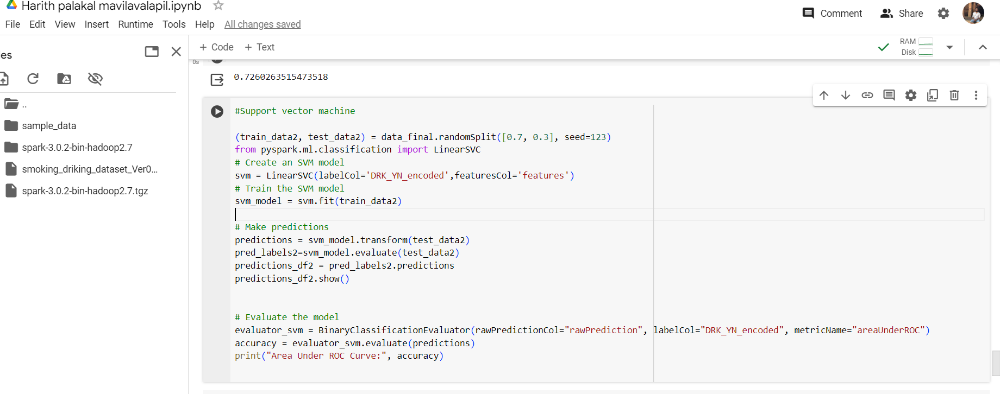 Harith palakal mavilavalapil.ipynb
File Edit View Insert Runtime Tools Help All changes saved
Comment Share
es
+ Code + Text
RAM
Disk
0s
0.7260263515473518
..
sample_data
spark-3.0.2-bin-hadoop2.7
smoking_driking_dataset_Ver0...
spark-3.0.2-bin-hadoop2.7.tgz
#Support vector machine
(train_data2, test_data2) = data_final.randomSplit([0.7, 0.3], seed=123)
from pyspark.ml.classification import LinearSVC
# Create an SVM model
svm = LinearSVC(labelCol='DRK_YN_encoded',featuresCol='features')
# Train the SVM model
svm_model = svm.fit(train_data2)
# Make predictions
predictions = svm_model.transform(test_data2)
pred_labels2=svm_model.evaluate(test_data2)
predictions_df2 = pred_labels2.predictions
predictions_df2.show()
# Evaluate the model
evaluator_svm = BinaryClassificationEvaluator(rawPredictionCol="rawPrediction", labelCol="DRK_YN_encoded", metricName="areaUnderROC")
accuracy = evaluator_svm.evaluate(predictions)
print("Area Under ROC Curve:", accuracy)